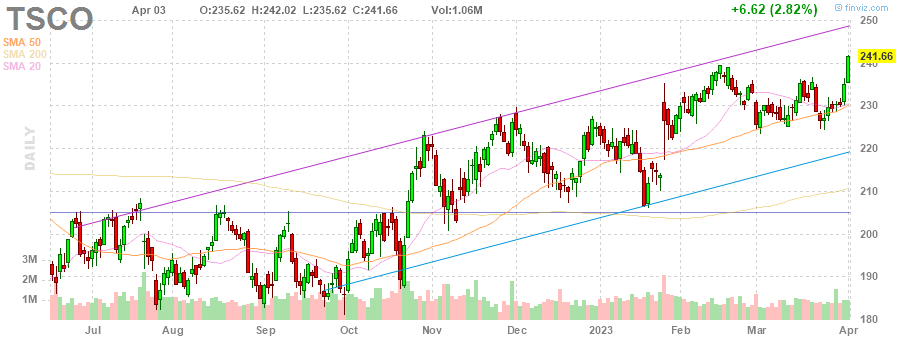 TSCO Apr 03 O:235.62 H:242.02 L:235.62 C:241.66 Vol:1.06M +6.62 (2.82%) finviz.com
SMA 50
SMA 200
SMA 20
DAILY
250
241.66
240
230
220
210
200
190
180
3M
2M
1M
Jul Aug Sep Oct Nov Dec 2023 Feb Mar Apr